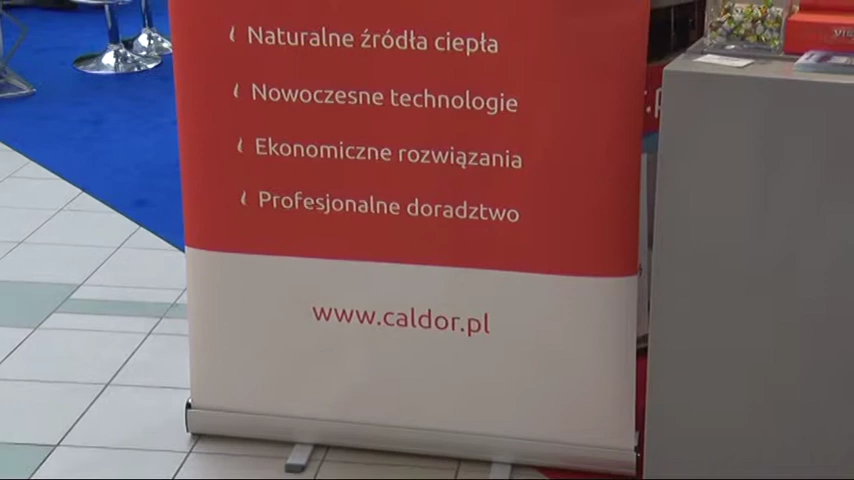 Naturalne źródła ciepła
Nowoczesne technologie
Ekonomiczne rozwiązania
Profesjonalne doradztwo
www.caldor.pl